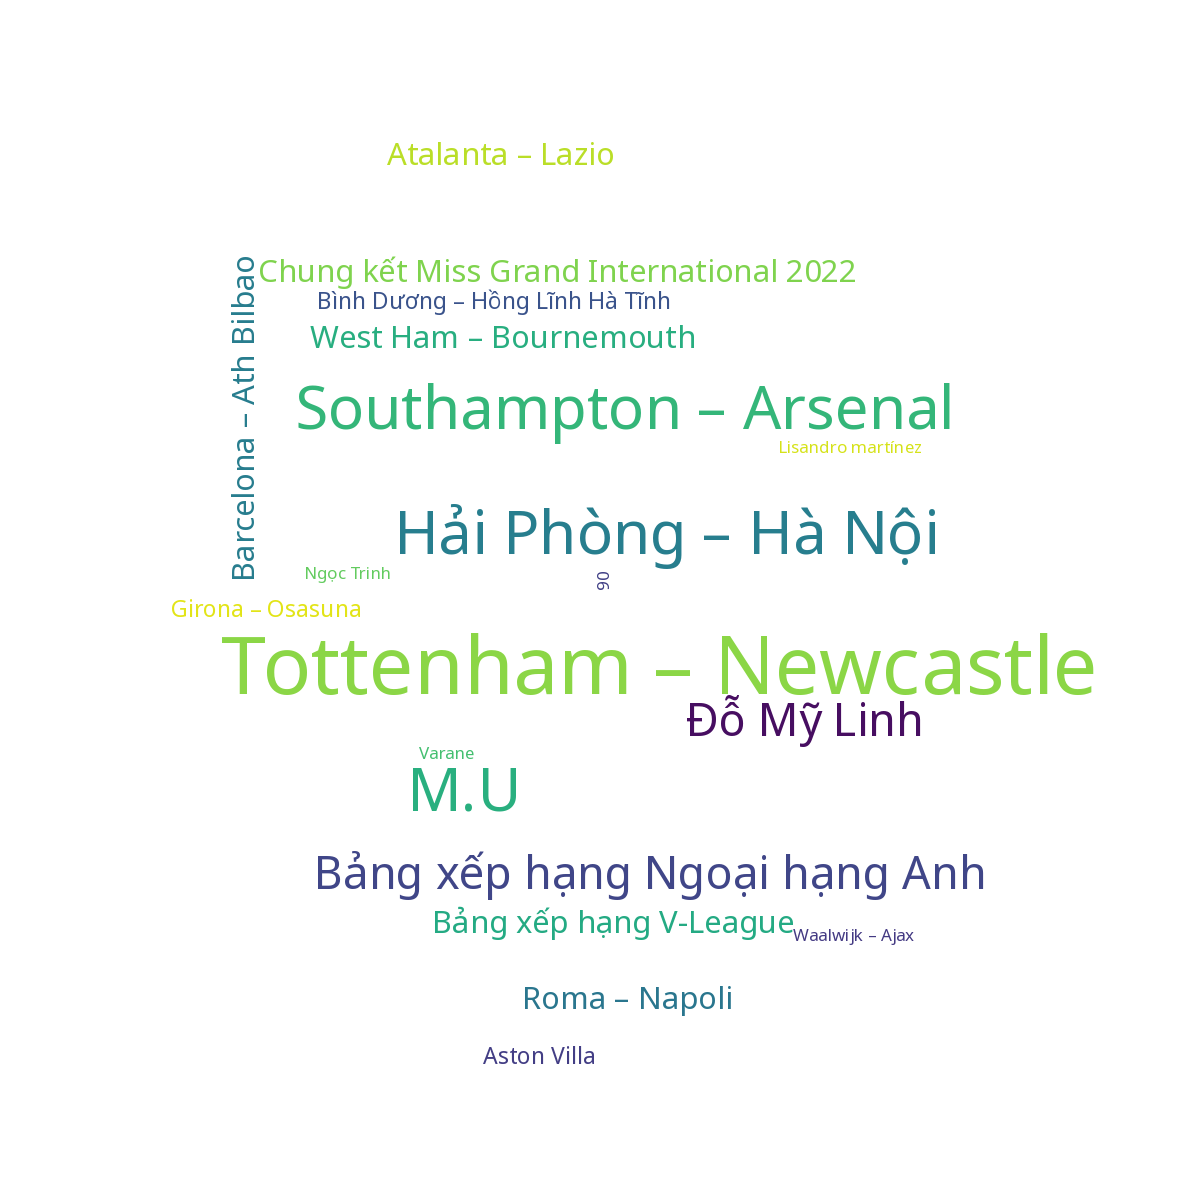 Atalanta – Lazio
Barcelona – Ath Bilbao
Chung kết Miss Grand International 2022
Bình Dương – Hồng Lĩnh Hà Tĩnh
West Ham – Bournemouth
Southampton – Arsenal
Lisandro martínez
Hải Phòng – Hà Nội
Ngọc Trinh
90
Girona – Osasuna
Tottenham – Newcastle
Đỗ Mỹ Linh
Varane
M.U
Bảng xếp hạng Ngoại hạng Anh
Bảng xếp hạng V-League
Waalwijk – Ajax
Roma – Napoli
Aston Villa